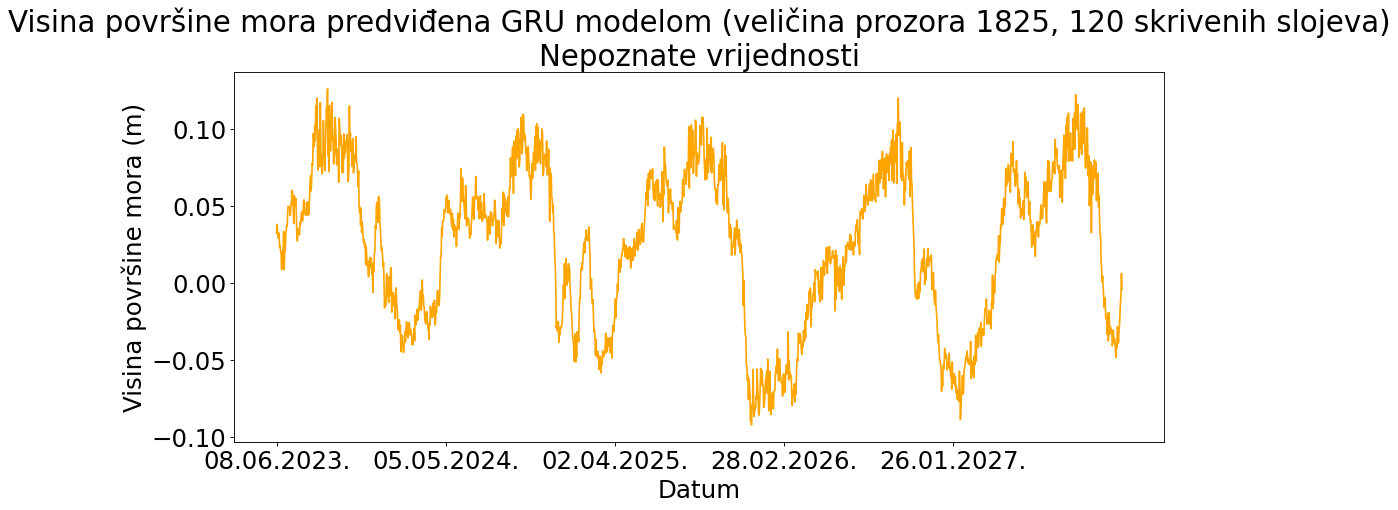 Visina površine mora predviđena GRU modelom (veličina prozora 1825, 120 skrivenih slojeva)
Nepoznate vrijednosti
Visina površine mora (m)
0.10
0.05
0.00
−0.05
−0.10
08.06.2023. 05.05.2024. 02.04.2025. 28.02.2026. 26.01.2027.
Datum